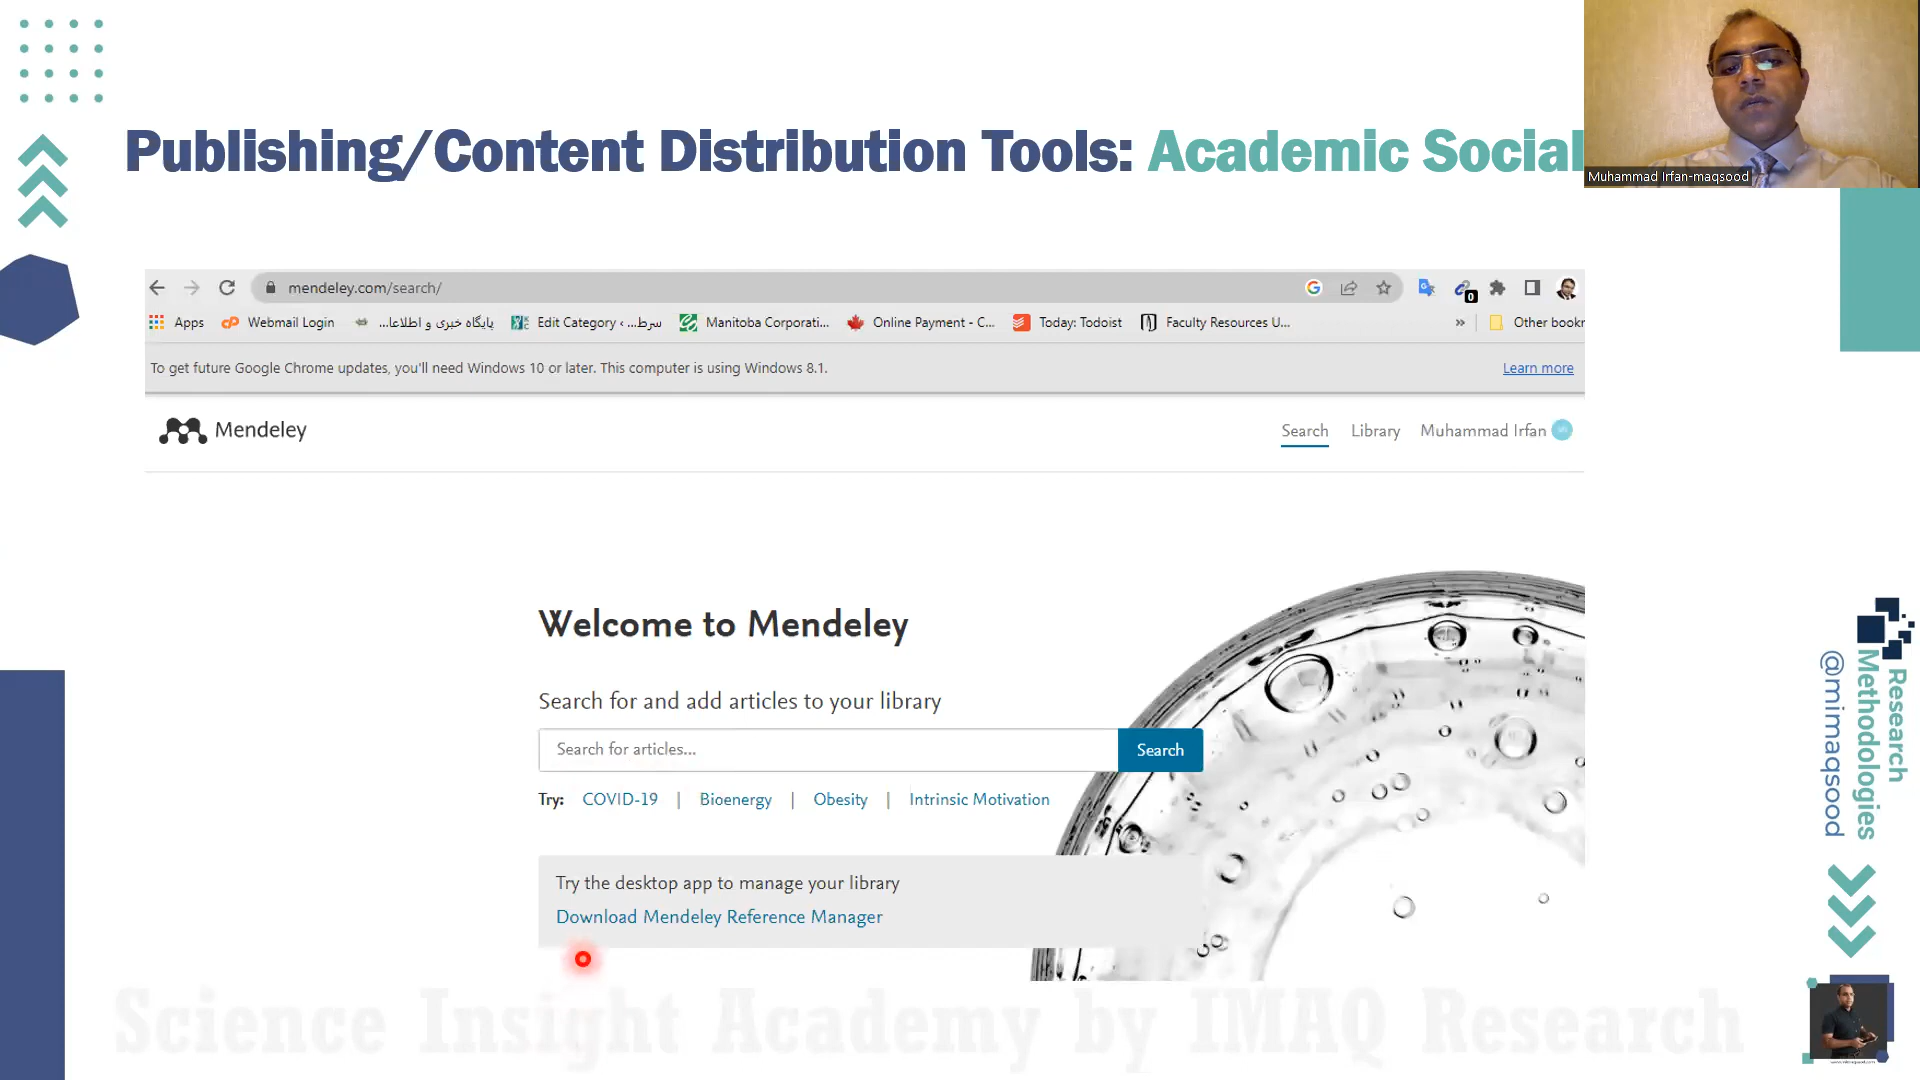 Publishing/Content Distribution Tools: Academic Social
Muhammad Irfan-maqsood
mendeley.com/search/
Apps
Webmail Login
پایگاه خبری و اطلاعا...
Edit Category ‹ ...سرط
Manitoba Corporati...
Online Payment - C...
Today: Todoist
Faculty Resources U...
»
Other bookr
0
To get future Google Chrome updates, you'll need Windows 10 or later. This computer is using Windows 8.1.
Learn more
Mendeley
Search
Library
Muhammad Irfan
Welcome to Mendeley
Search for and add articles to your library
Search for articles...
Search
Try: COVID-19 | Bioenergy | Obesity | Intrinsic Motivation
Try the desktop app to manage your library
Download Mendeley Reference Manager
Science Insight Academy by IMAQ Research
Research
Methodologies
@mimaqsood